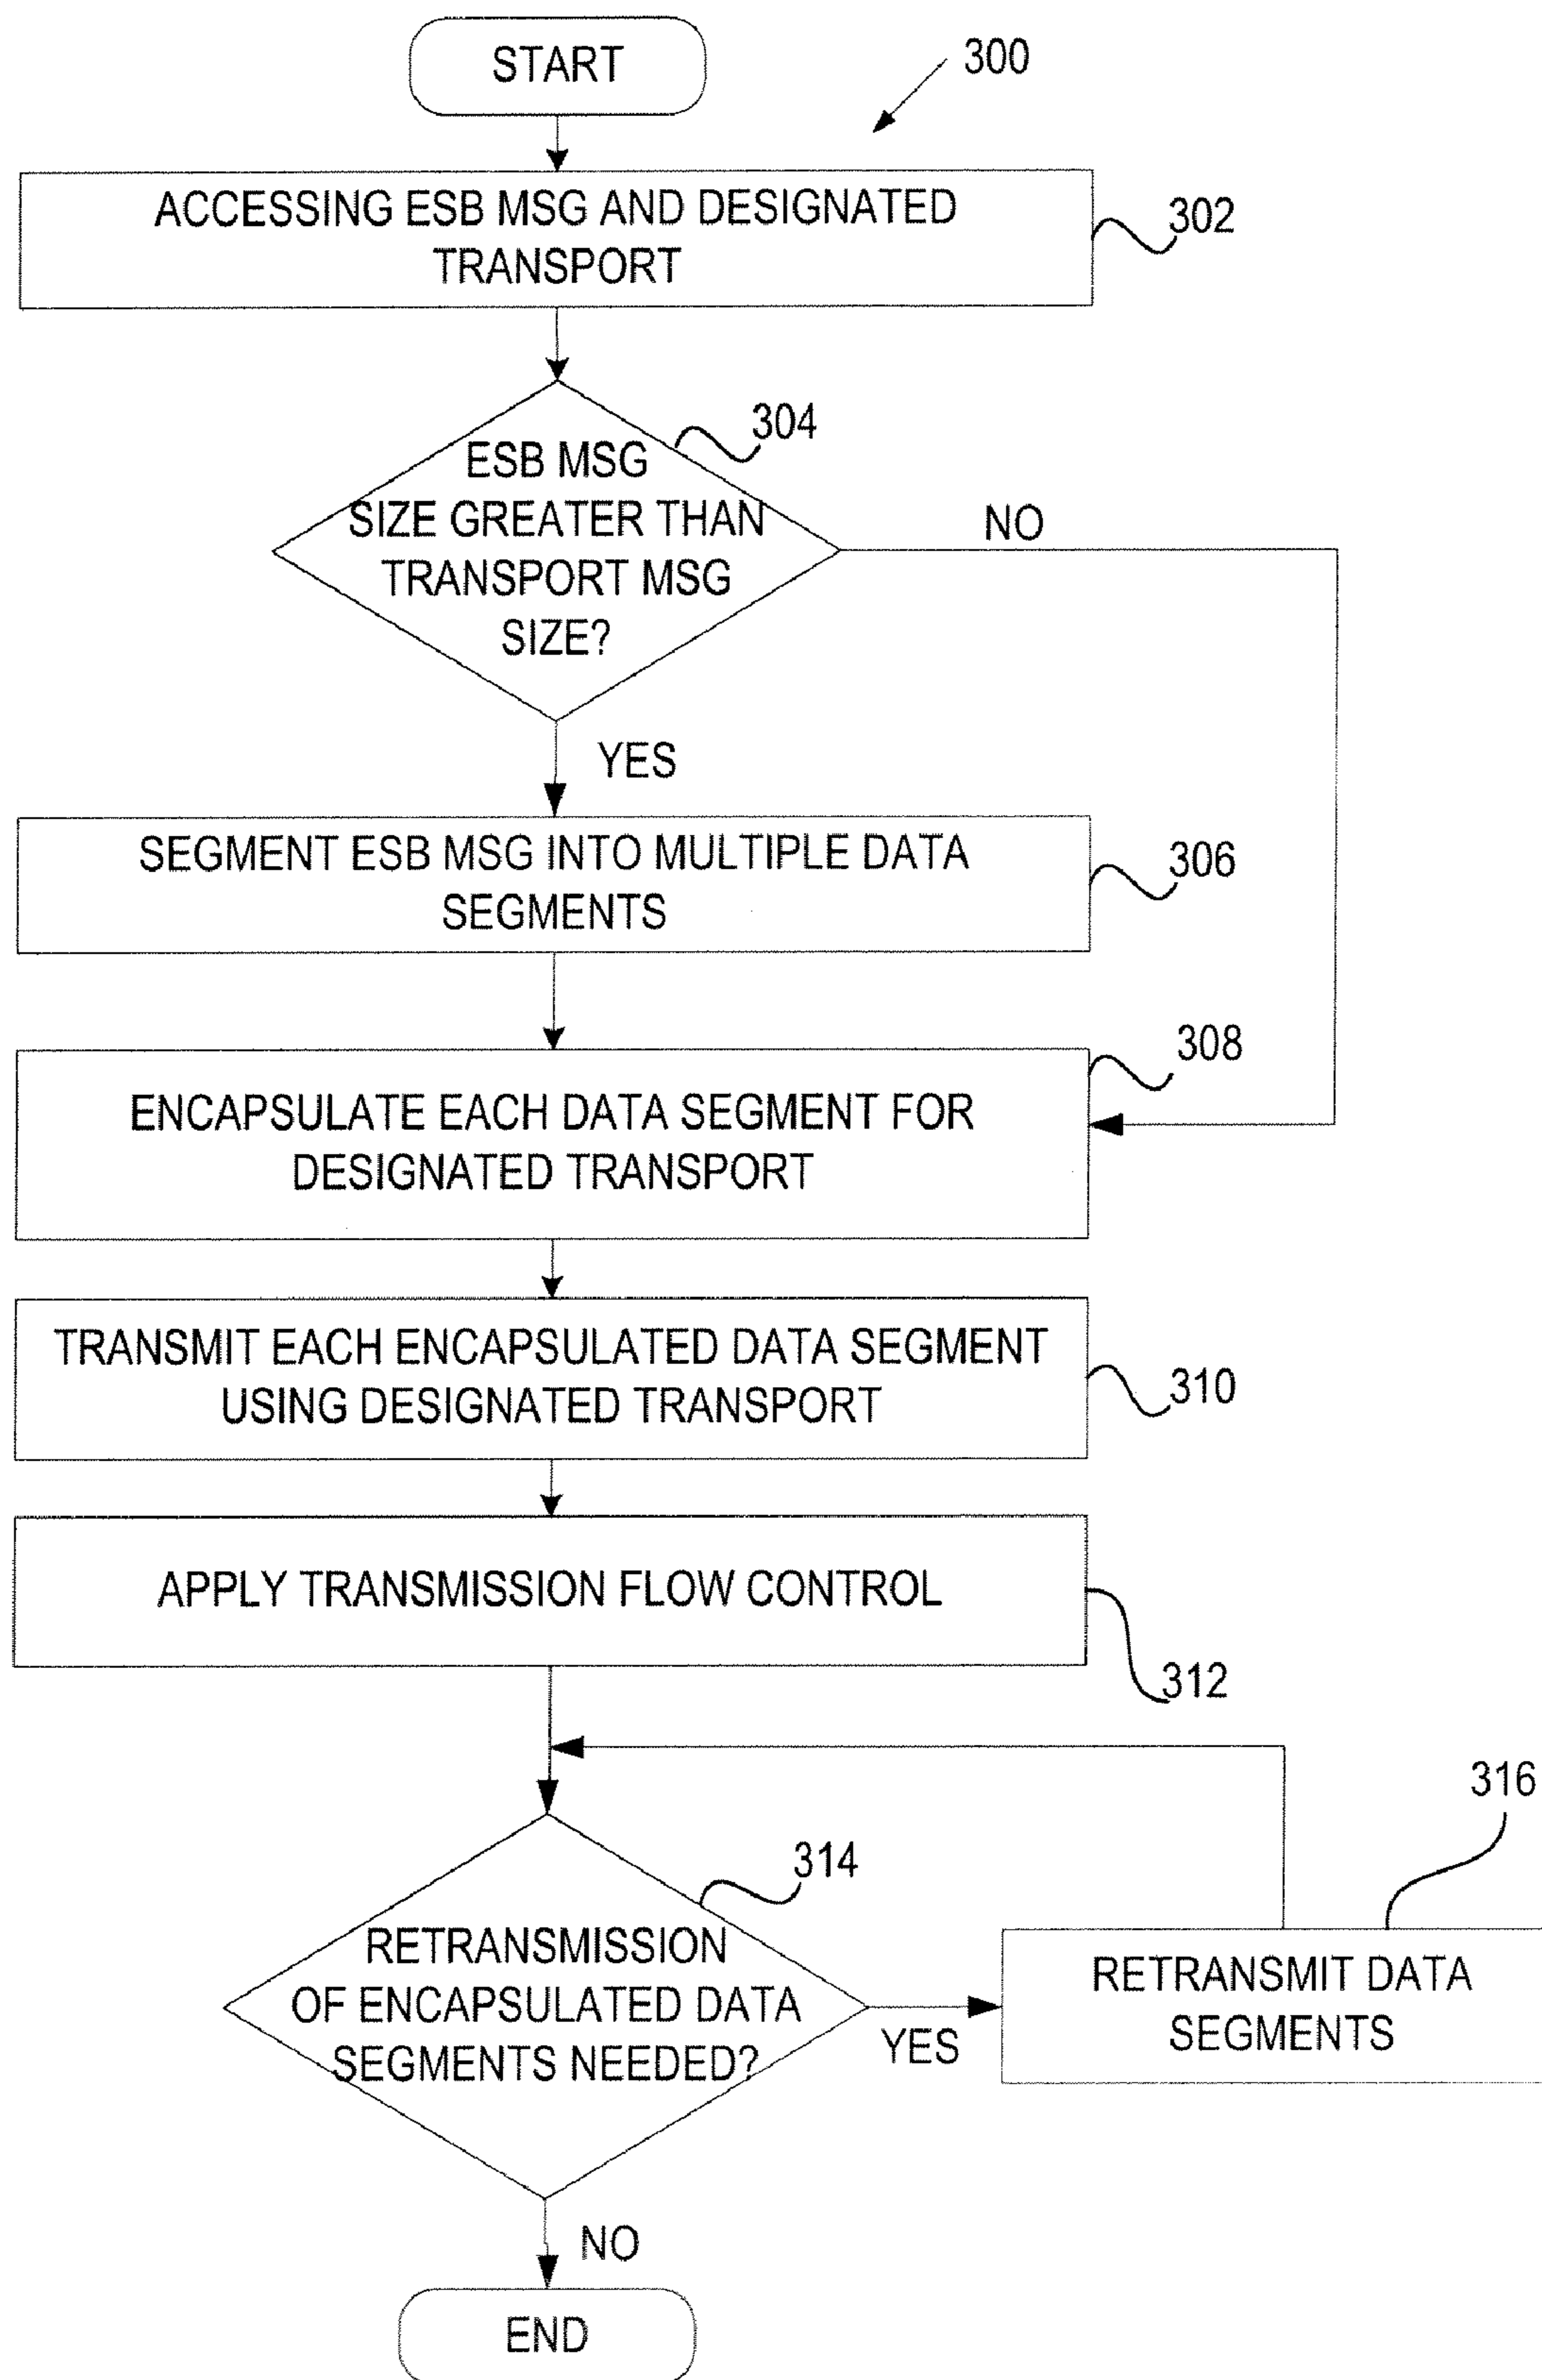 START
300
ACCESSING ESB MSG AND DESIGNATED
TRANSPORT
302
304
ESB MSG
SIZE GREATER THAN
TRANSPORT MSG
SIZE?
NO
YES
SEGMENT ESB MSG INTO MULTIPLE DATA
SEGMENTS
306
308
ENCAPSULATE EACH DATA SEGMENT FOR
DESIGNATED TRANSPORT
TRANSMIT EACH ENCAPSULATED DATA SEGMENT
USING DESIGNATED TRANSPORT
310
APPLY TRANSMISSION FLOW CONTROL
312
316
314
RETRANSMISSION
OF ENCAPSULATED DATA
SEGMENTS NEEDED?
YES
RETRANSMIT DATA
SEGMENTS
NO
END